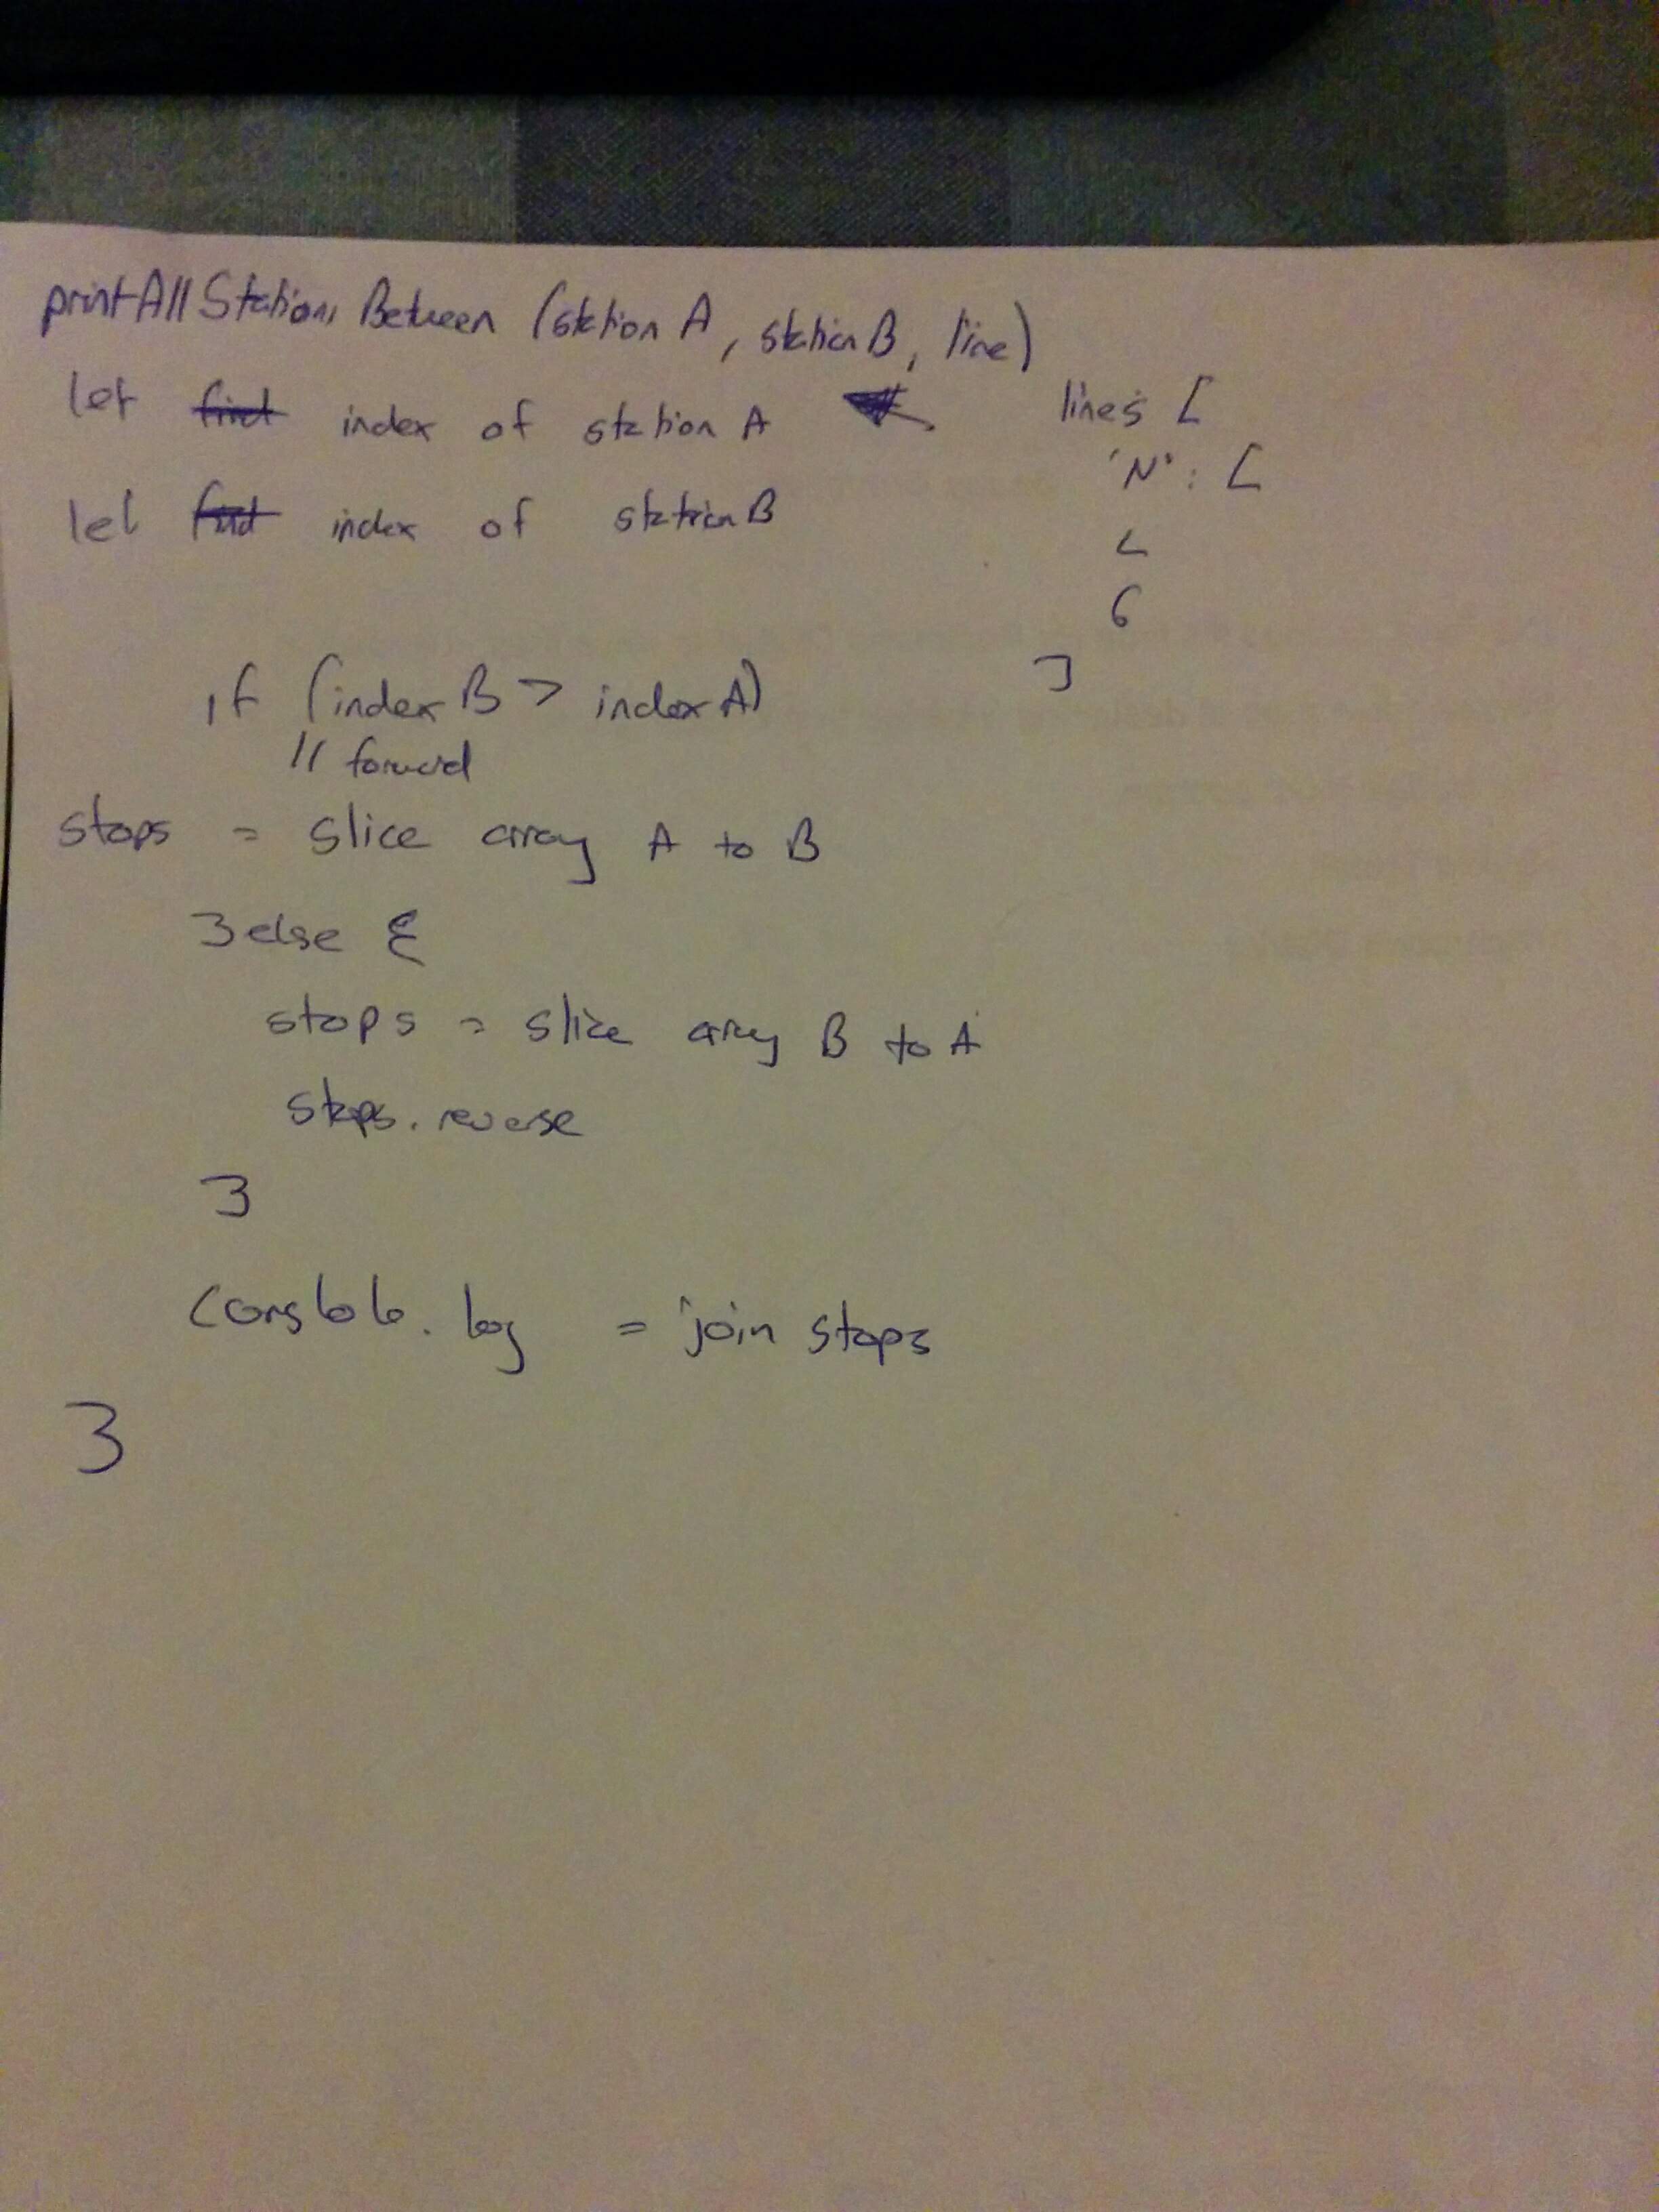 printAllStations Between (station A, station B, line)
let find index of station A
let find index of station B
if (index B > index A)
// forward
stops = slice array A to B
} else {
stops = slice array B to A
stops.reverse
}
console.log = join stops
}
lines [
'N': [
L
6
]